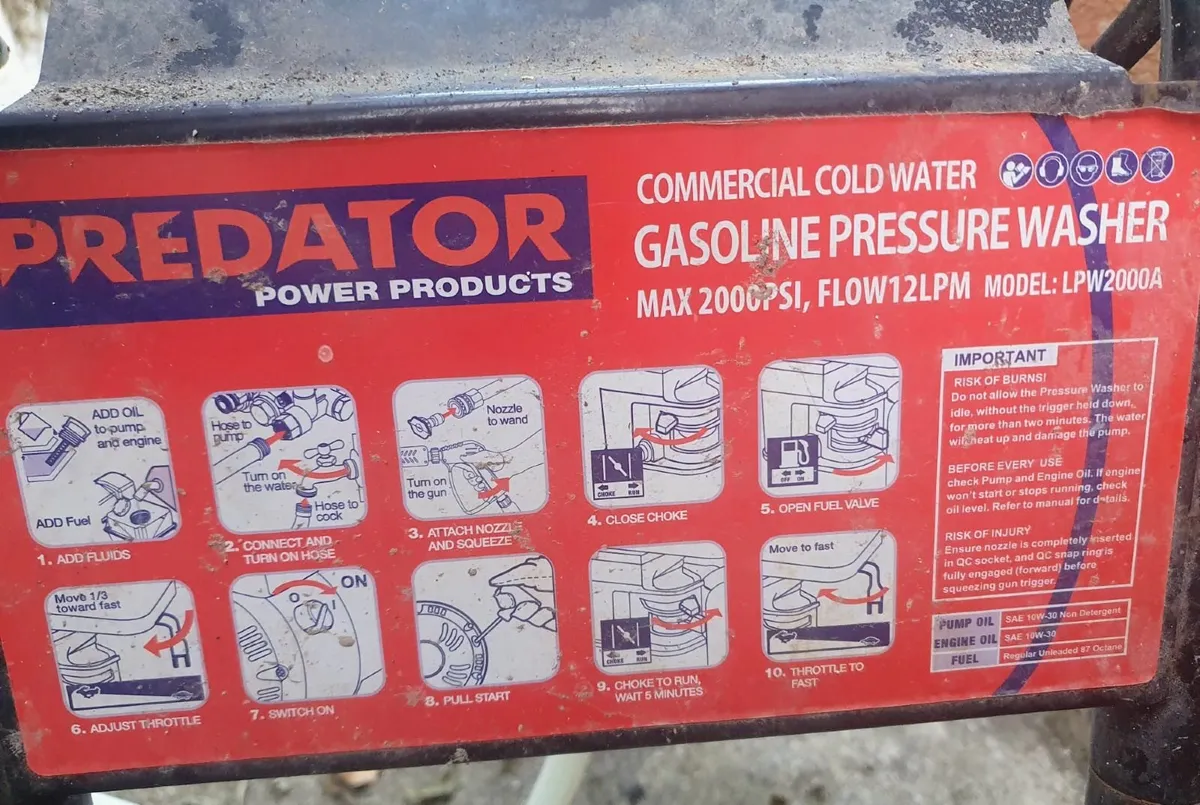 PREDATOR
POWER PRODUCTS
COMMERCIAL COLD WATER
GASOLINE PRESSURE WASHER
MAX 2000PSI, FLOW12LPM MODEL: LPW2000A
ADD OIL
to pump
and engine
ADD Fuel
1. ADD FLUIDS
Hose to
pump
Turn on
the water
Hose to
cock
2. CONNECT AND
TURN ON HOSE
Nozzle
to wand
Turn on
the gun
3. ATTACH NOZZLE
AND SQUEEZE
CHOKE RUN
4. CLOSE CHOKE
OFF ON
5. OPEN FUEL VALVE
IMPORTANT
RISK OF BURNS!
Do not allow the Pressure Washer to
idle, without the trigger held down,
for more than two minutes. The water
will heat up and damage the pump.
BEFORE EVERY USE
check Pump and Engine Oil. If engine
won't start or stops running, check
oil level. Refer to manual for details.
RISK OF INJURY
Ensure nozzle is completely inserted
in QC socket, and QC snap ring is
fully engaged (forward) before
squeezing gun trigger.
Move 1/3
toward fast
6. ADJUST THROTTLE
ON
O I
7. SWITCH ON
8. PULL START
CHOKE RUN
9. CHOKE TO RUN,
WAIT 5 MINUTES
Move to fast
10. THROTTLE TO
FAST
PUMP OIL SAE 10W-30 Non Detergent
ENGINE OIL SAE 10W-30
FUEL Regular Unleaded 87 Octane